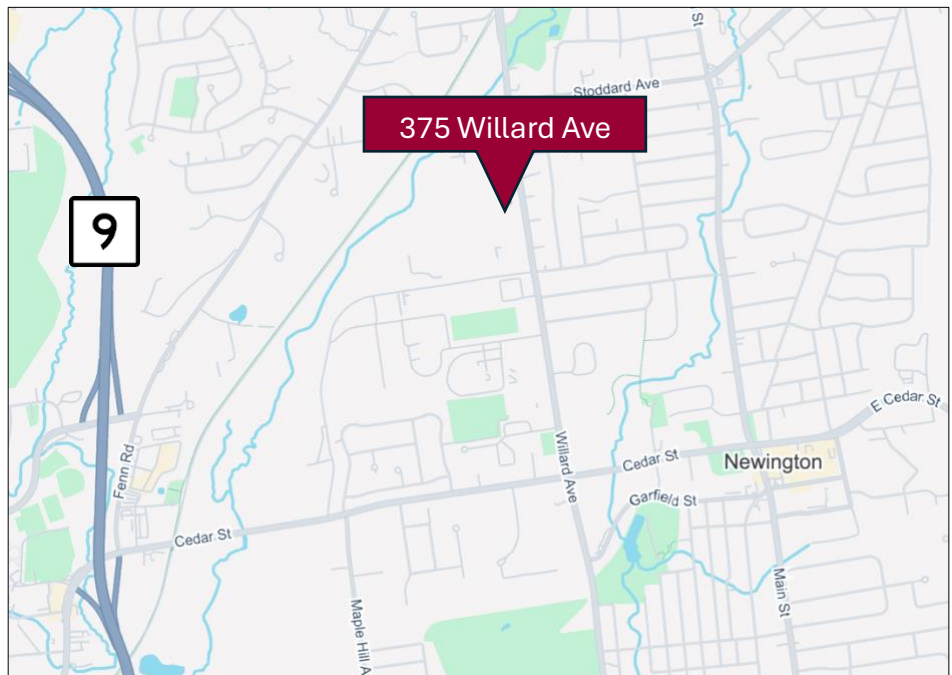 St
Stoddard Ave
375 Willard Ave
9
E Cedar St
Willard Ave
Cedar St
Newington
Fenn Rd
Garfield St
Cedar St
Main St
Maple Hill A